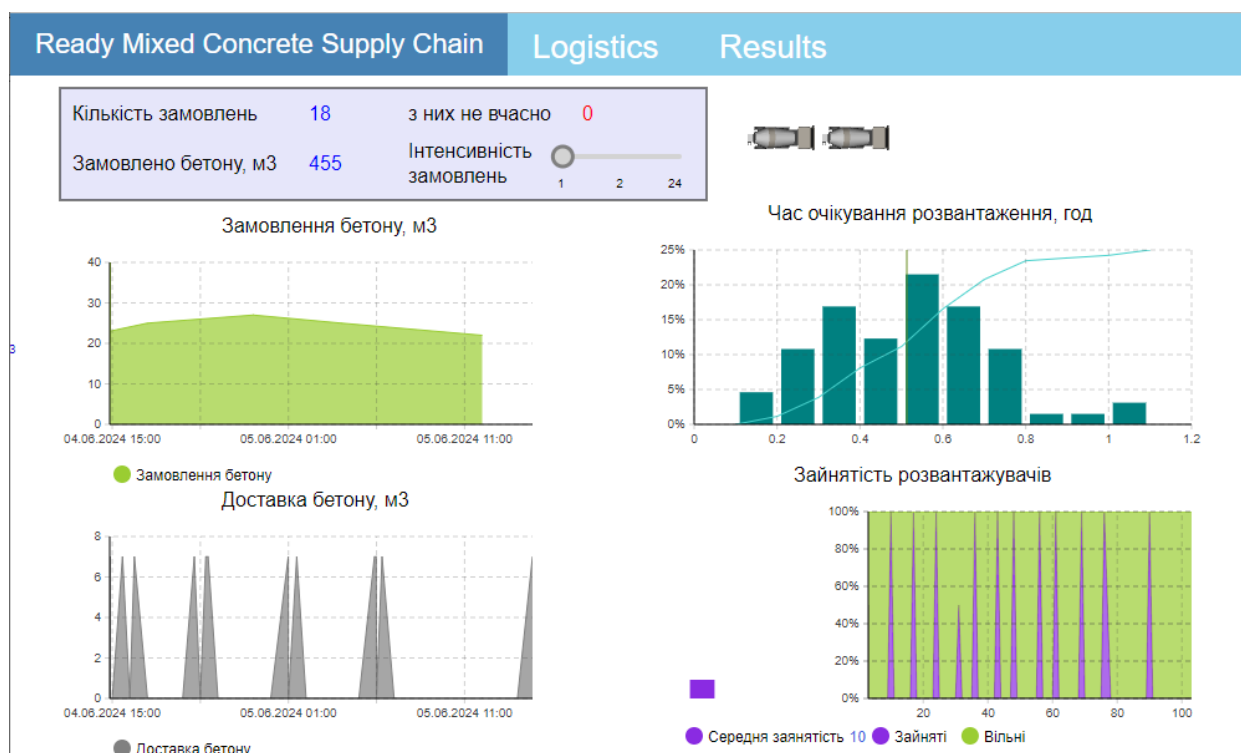 Ready Mixed Concrete Supply Chain
Logistics
Results
Кількість замовлень 18 з них не вчасно 0
Замовлено бетону, м3 455 Інтенсивність
замовлень
1 2 24
Замовлення бетону, м3
40
30
20
10
0
04.06.2024 15:00 05.06.2024 01:00 05.06.2024 11:00
Замовлення бетону
3
Час очікування розвантаження, год
25%
20%
15%
10%
5%
0%
0 0.2 0.4 0.6 0.8 1 1.2
Доставка бетону, м3
8
6
4
2
0
04.06.2024 15:00 05.06.2024 01:00 05.06.2024 11:00
Доставка бетону
Зайнятість розвантажувачів
100%
80%
60%
40%
20%
0%
20 40 60 80 100
Середня заянятість 10 Зайняті Вільні